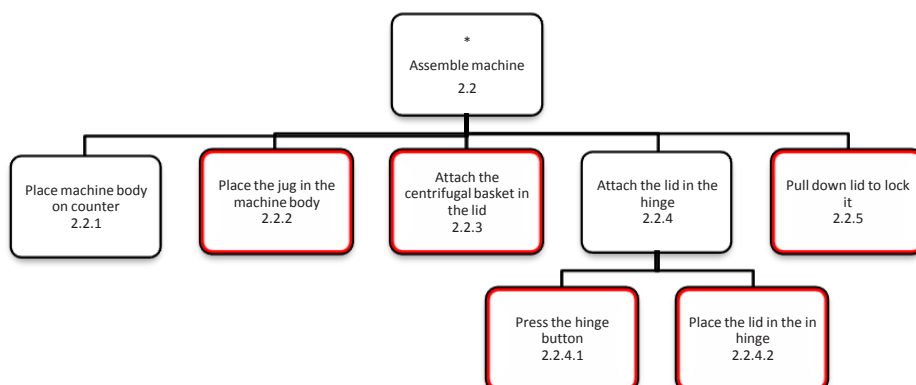 *
Assemble machine
2.2
Place machine body
on counter
2.2.1
Place the jug in the
machine body
2.2.2
Attach the
centrifugal basket in
the lid
2.2.3
Attach the lid in the
hinge
2.2.4
Pull down lid to lock
it
2.2.5
Press the hinge
button
2.2.4.1
Place the lid in the in
hinge
2.2.4.2